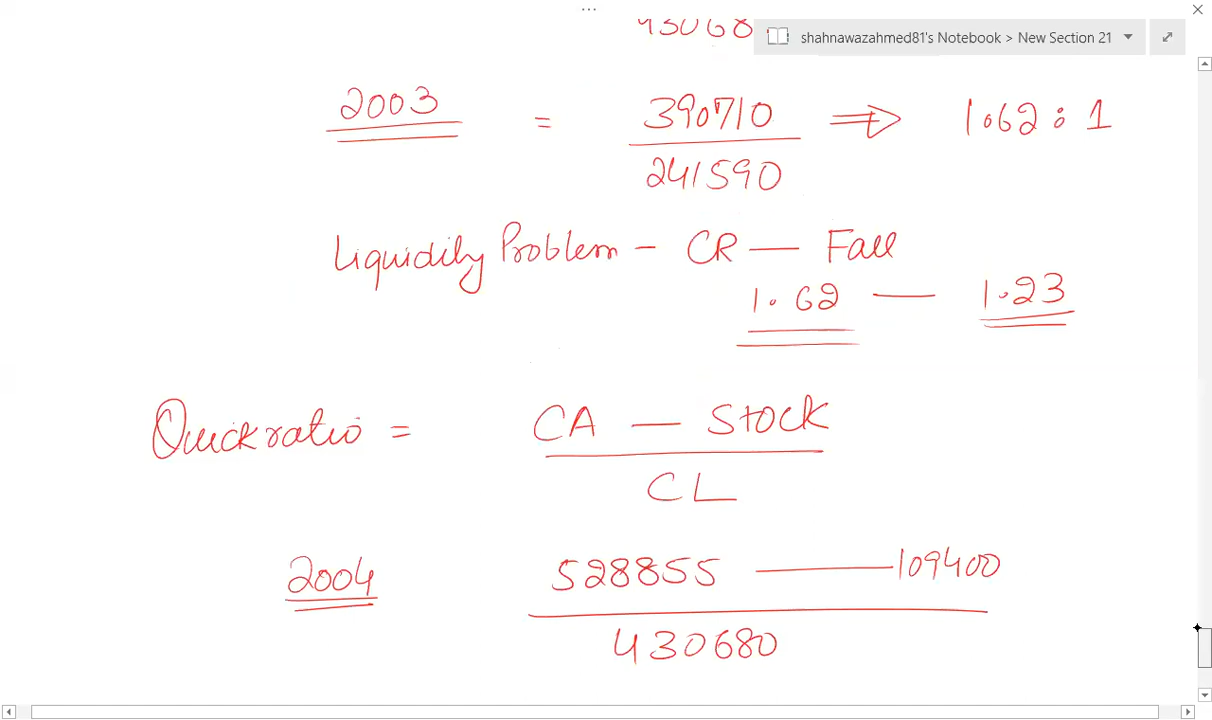 ...
430680
shahnawazahmed81's Notebook > New Section 21
2003 = 390710 ⇒ 1.62 : 1
241590
Liquidity Problem - CR — Fall
1.62 — 1.23
Quick ratio = CA — Stock
CL
2004 528855 — 109400
430680